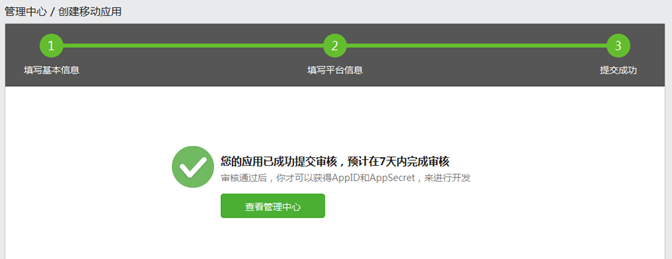 管理中心 / 创建移动应用
1
2
3
填写基本信息
填写平台信息
提交成功
您的应用已成功提交审核，预计在7天内完成审核
审核通过后，你才可以获得AppID和AppSecret，来进行开发
查看管理中心